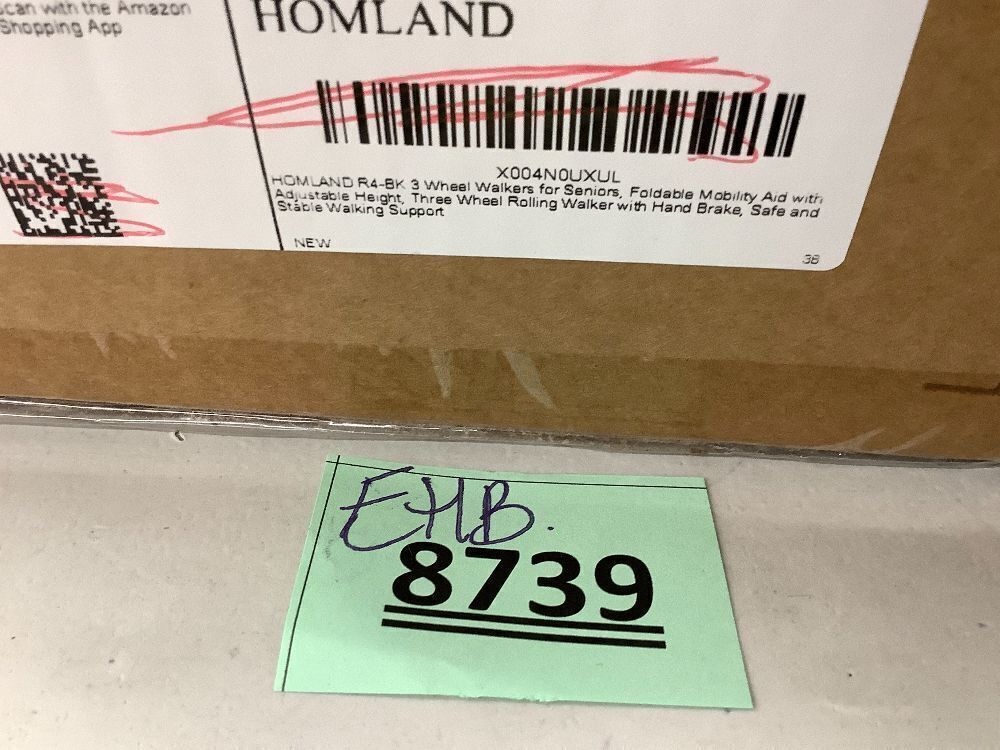 scan with the Amazon
Shopping App
HOMLAND
X004N0UXUL
HOMLAND R4-BK 3 Wheel Walkers for Seniors, Foldable Mobility Aid with
Adjustable Height, Three Wheel Rolling Walker with Hand Brake, Safe and
Stable Walking Support
NEW
38
EHB.
8739